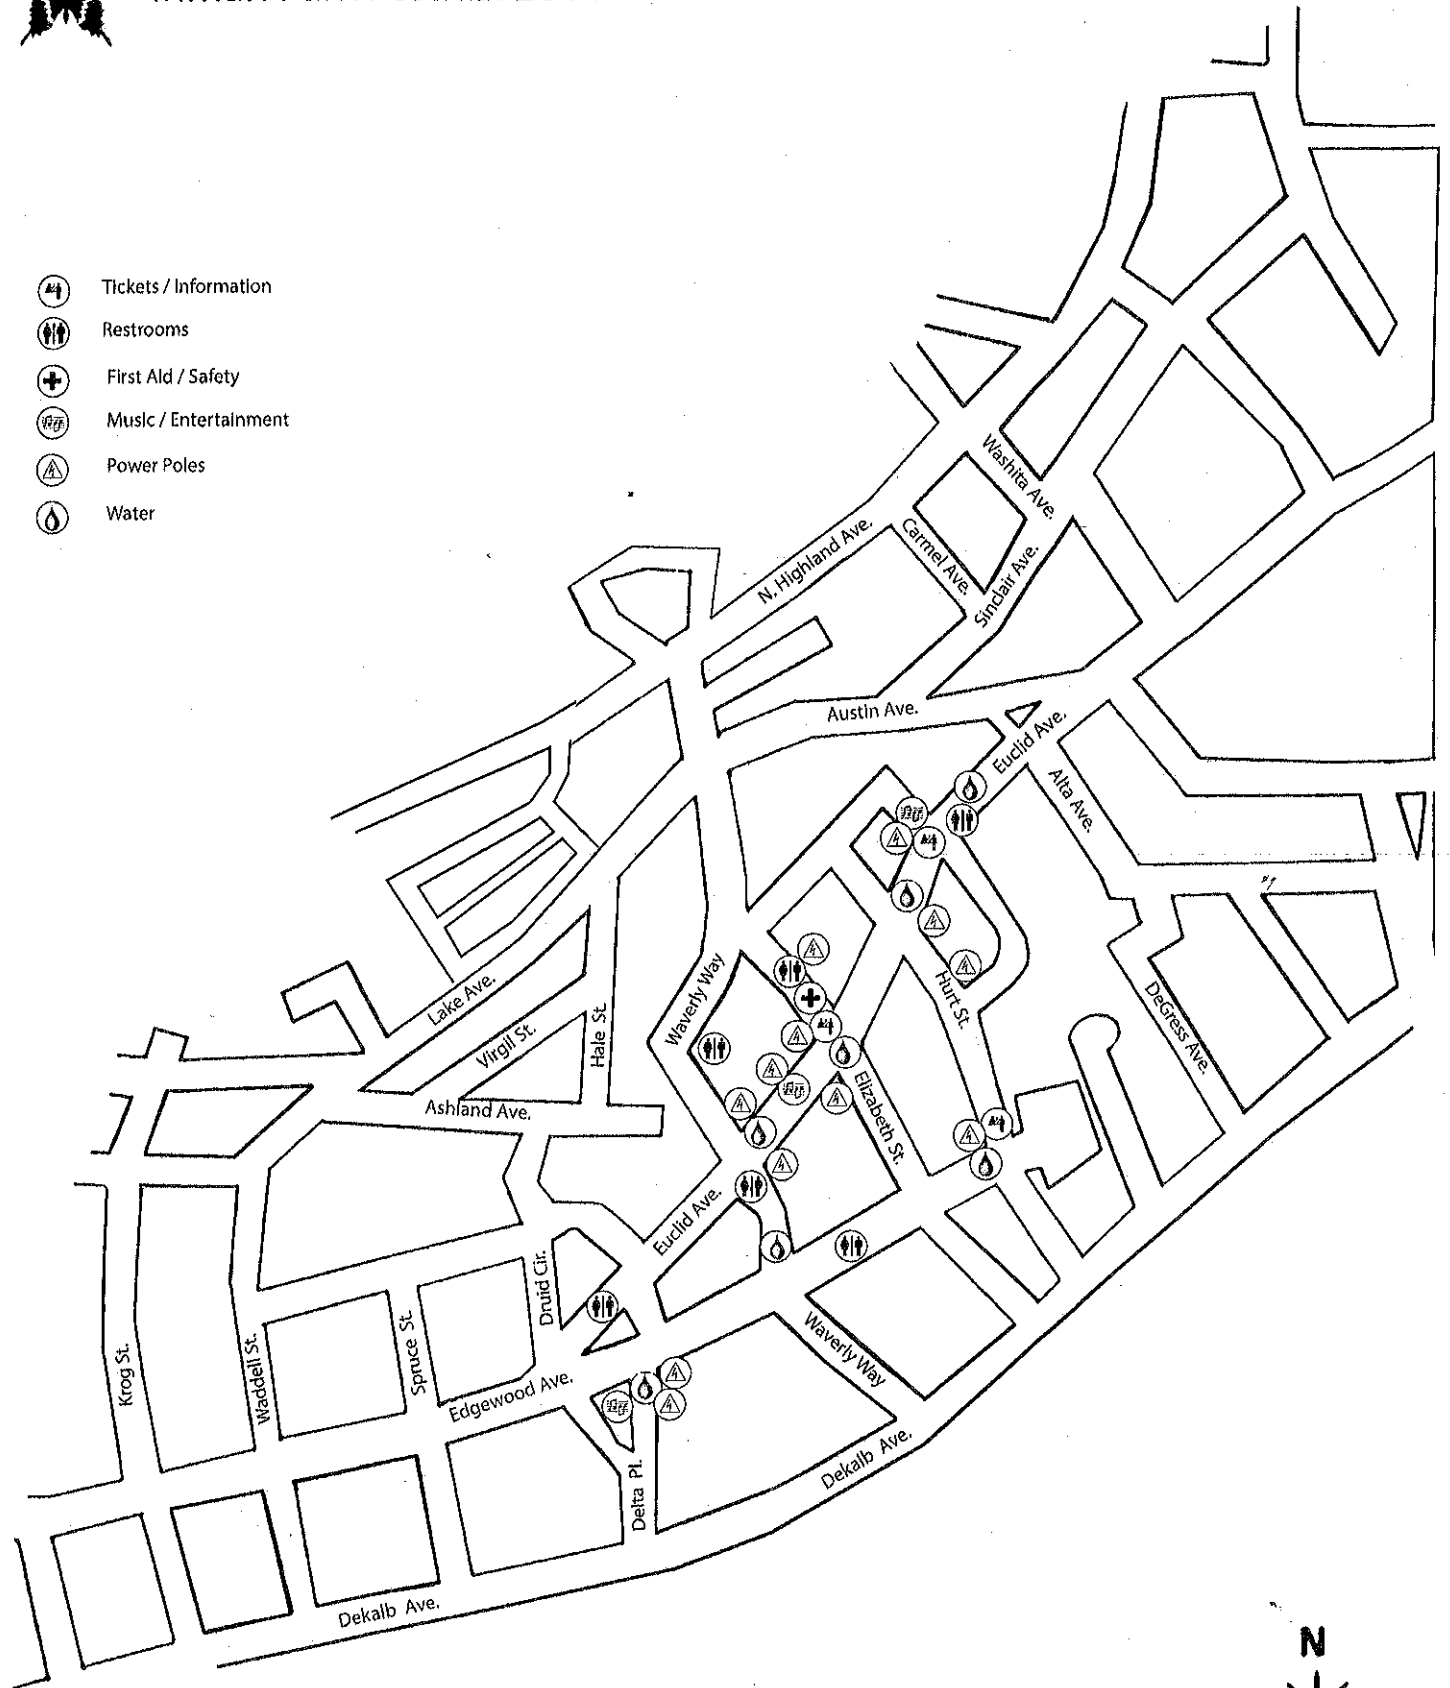 Tickets / Information
Restrooms
First Aid / Safety
Music / Entertainment
Power Poles
Water
Washita Ave.
N. Highland Ave.
Carmel Ave.
Sinclair Ave.
Austin Ave.
Euclid Ave.
Alta Ave.
Lake Ave.
Waverly Way
Hurt St.
DeGress Ave.
Virgil St.
Hale St.
Ashland Ave.
Elizabeth St.
Euclid Ave.
Druid Cir.
Krog St.
Waddell St.
Spruce St.
Edgewood Ave.
Waverly Way
Delta Pl.
Dekalb Ave.
Dekalb Ave.
N